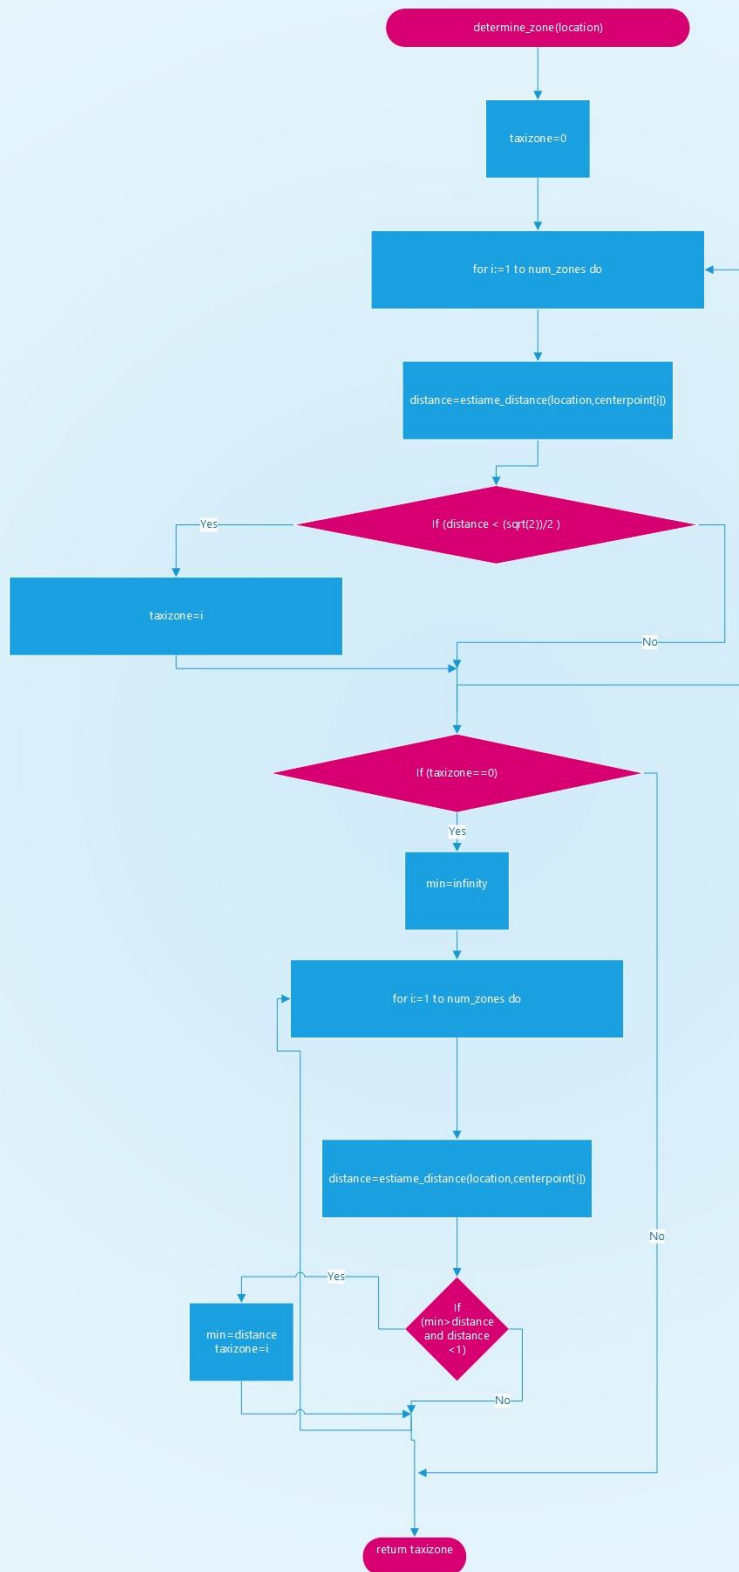 determine_zone(location)
taxizone=0
for i:=1 to num_zones do
distance=estiame_distance(location,centerpoint[i])
If (distance < (sqrt(2))/2 )
Yes
taxizone=i
No
If (taxizone==0)
Yes
min=infinity
for i:=1 to num_zones do
distance=estiame_distance(location,centerpoint[i])
No
Yes
If
(min>distance
and distance
<1)
min=distance
taxizone=i
No
return taxizone